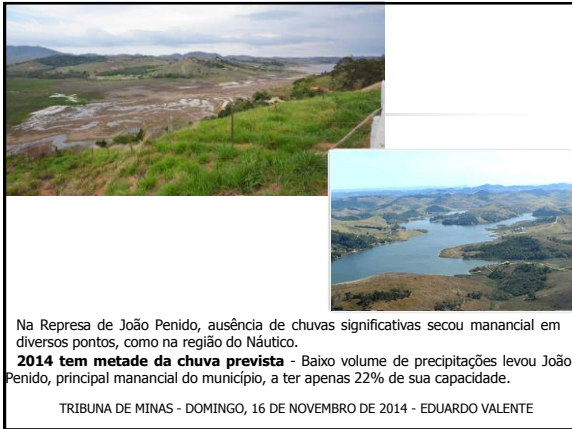 Na Represa de João Penido, ausência de chuvas significativas secou manancial em
diversos pontos, como na região do Náutico.
2014 tem metade da chuva prevista - Baixo volume de precipitações levou João
Penido, principal manancial do município, a ter apenas 22% de sua capacidade.
TRIBUNA DE MINAS - DOMINGO, 16 DE NOVEMBRO DE 2014 - EDUARDO VALENTE